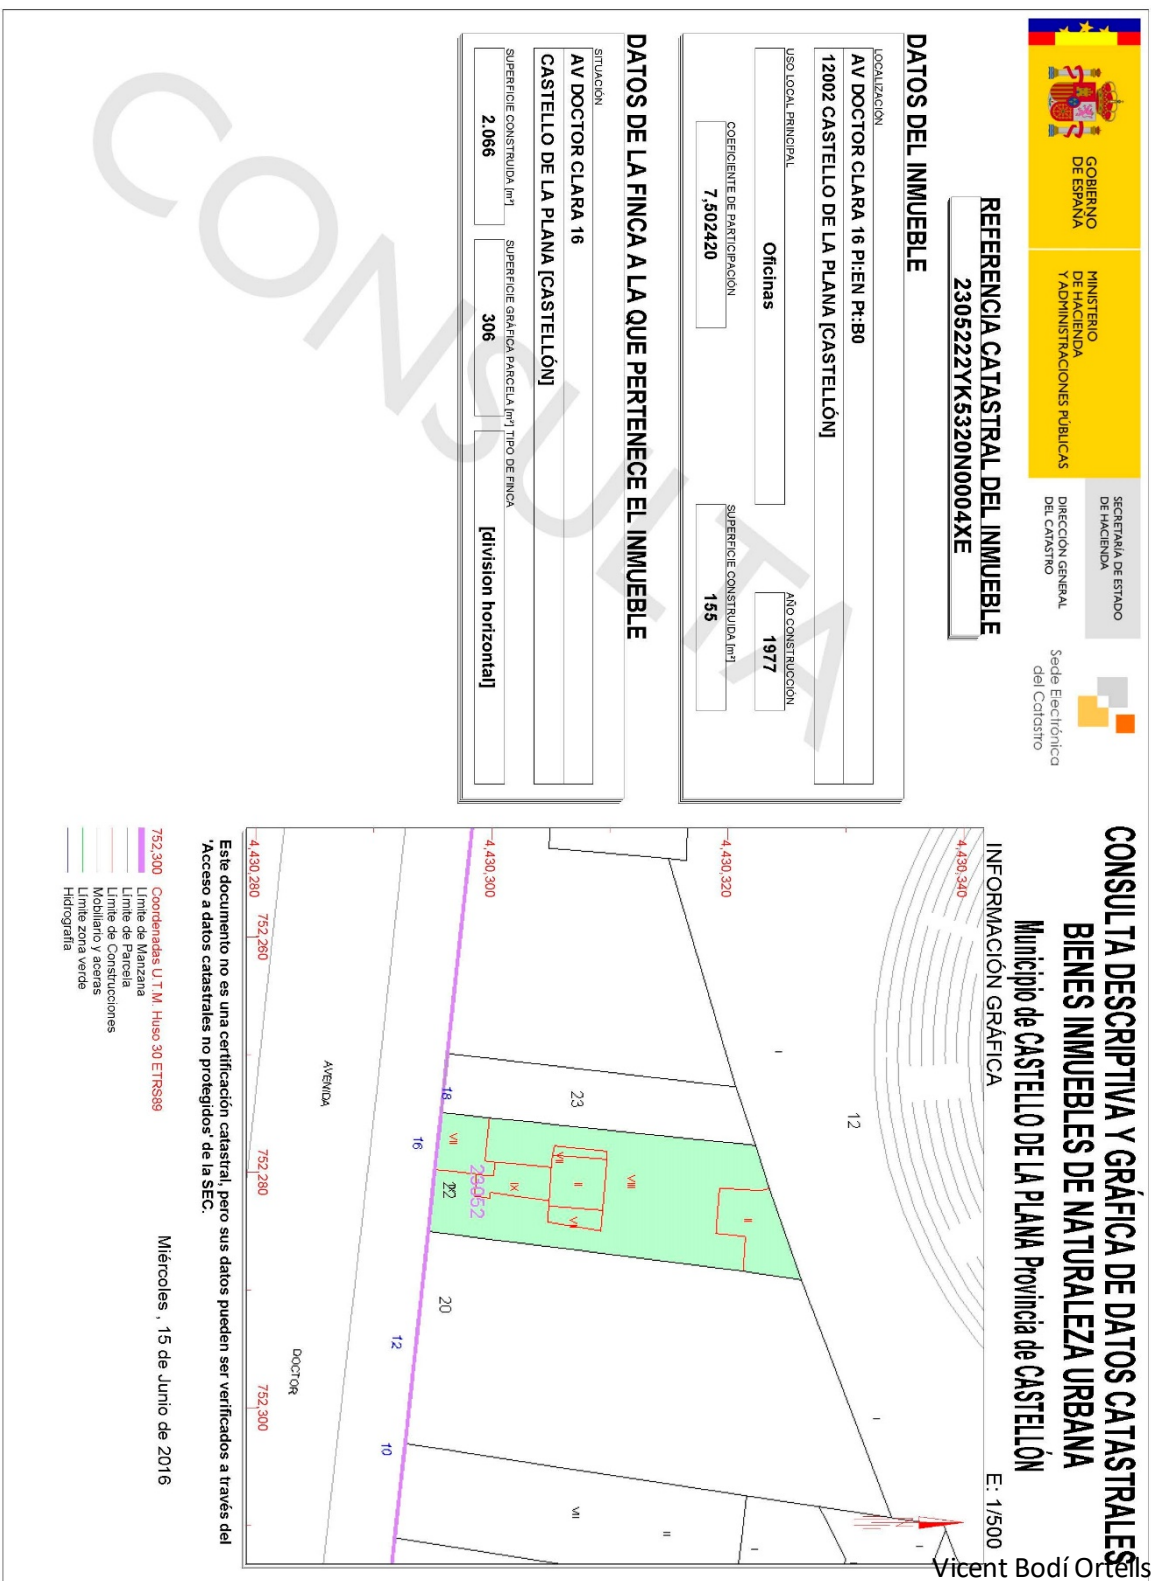 GOBIERNO
DE ESPAÑA
MINISTERIO
DE HACIENDA
Y ADMINISTRACIONES PÚBLICAS
SECRETARÍA DE ESTADO
DE HACIENDA
DIRECCIÓN GENERAL
DEL CATASTRO
Sede Electrónica
del Catastro
REFERENCIA CATASTRAL DEL INMUEBLE
2305222YK5320N0004XE
DATOS DEL INMUEBLE
LOCALIZACIÓN
AV DOCTOR CLARA 16 Pl:EN Pt:B0
12002 CASTELLO DE LA PLANA [CASTELLÓN]
USO LOCAL PRINCIPAL
Oficinas
AÑO CONSTRUCCIÓN
1977
COEFICIENTE DE PARTICIPACIÓN
7,502420
SUPERFICIE CONSTRUIDA [m²]
155
DATOS DE LA FINCA A LA QUE PERTENECE EL INMUEBLE
SITUACIÓN
AV DOCTOR CLARA 16
CASTELLO DE LA PLANA [CASTELLÓN]
SUPERFICIE CONSTRUIDA [m²]
2.066
SUPERFICIE GRÁFICA PARCELA [m²]
306
TIPO DE FINCA
[division horizontal]
CONSULTA
CONSULTA DESCRIPTIVA Y GRÁFICA DE DATOS CATASTRALES
BIENES INMUEBLES DE NATURALEZA URBANA
Municipio de CASTELLO DE LA PLANA Provincia de CASTELLÓN
INFORMACIÓN GRÁFICA
E: 1/500
4,430,340
4,430,320
4,430,300
4,430,280
752,260
752,280
752,300
I
12
I
23
18
16
VII
VII
II
VIII
II
IX
VII
23052
22
20
12
10
VII
II
I
I
AVENIDA
DOCTOR
Este documento no es una certificación catastral, pero sus datos pueden ser verificados a través del
'Acceso a datos catastrales no protegidos' de la SEC.
752,300 Coordenadas U.T.M. Huso 30 ETRS89
Límite de Manzana
Límite de Parcela
Límite de Construcciones
Mobiliario y aceras
Límite zona verde
Hidrografía
Miércoles , 15 de Junio de 2016
Vicent Bodí Ortells